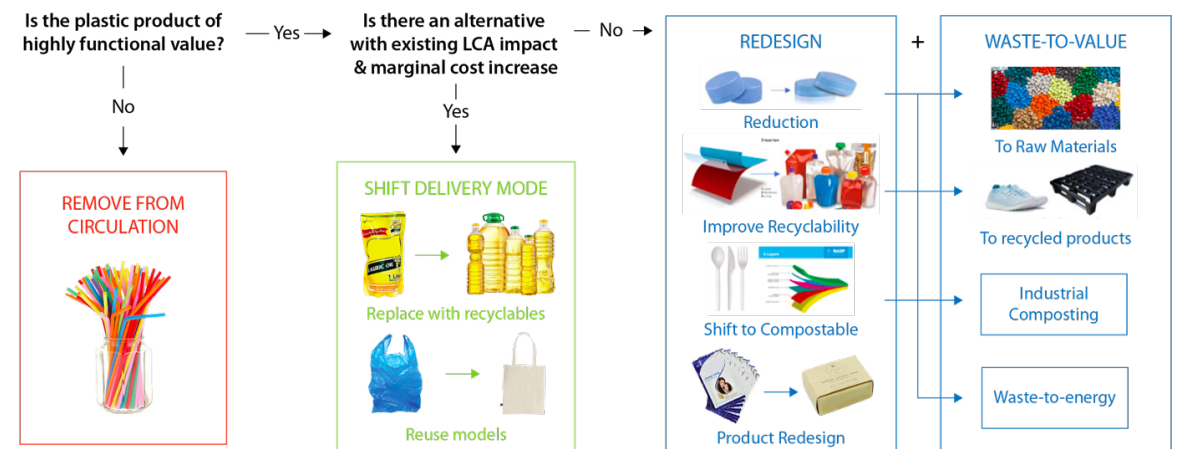 Is the plastic product of
highly functional value?
Yes
Is there an alternative
with existing LCA impact
& marginal cost increase
No
REDESIGN
+
WASTE-TO-VALUE
No
Yes
REMOVE FROM
CIRCULATION
SHIFT DELIVERY MODE
LAURIC OIL
Replace with recyclables
Reuse models
Reduction
Improve Recyclability
Shift to Compostable
Product Redesign
To Raw Materials
To recycled products
Industrial
Composting
Waste-to-energy